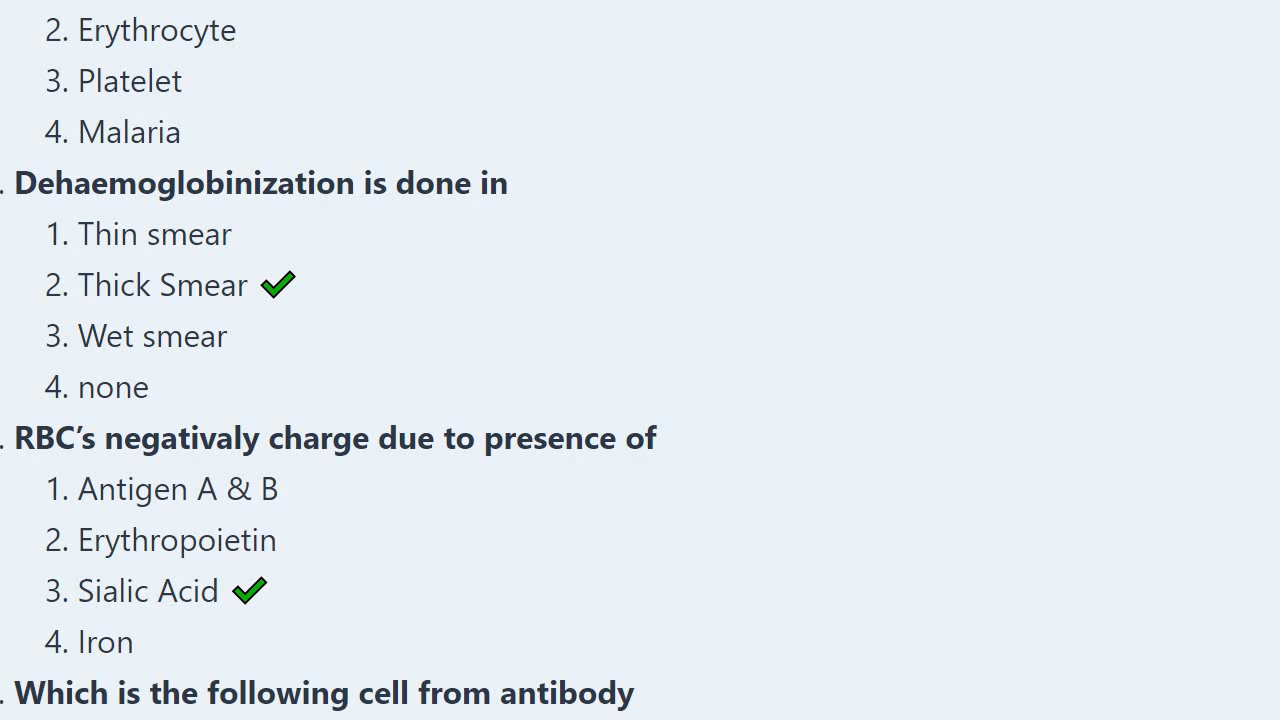 2. Erythrocyte
3. Platelet
4. Malaria
. Dehaemoglobinization is done in
1. Thin smear
2. Thick Smear ✔
3. Wet smear
4. none
. RBC’s negativaly charge due to presence of
1. Antigen A & B
2. Erythropoietin
3. Sialic Acid ✔
4. Iron
. Which is the following cell from antibody